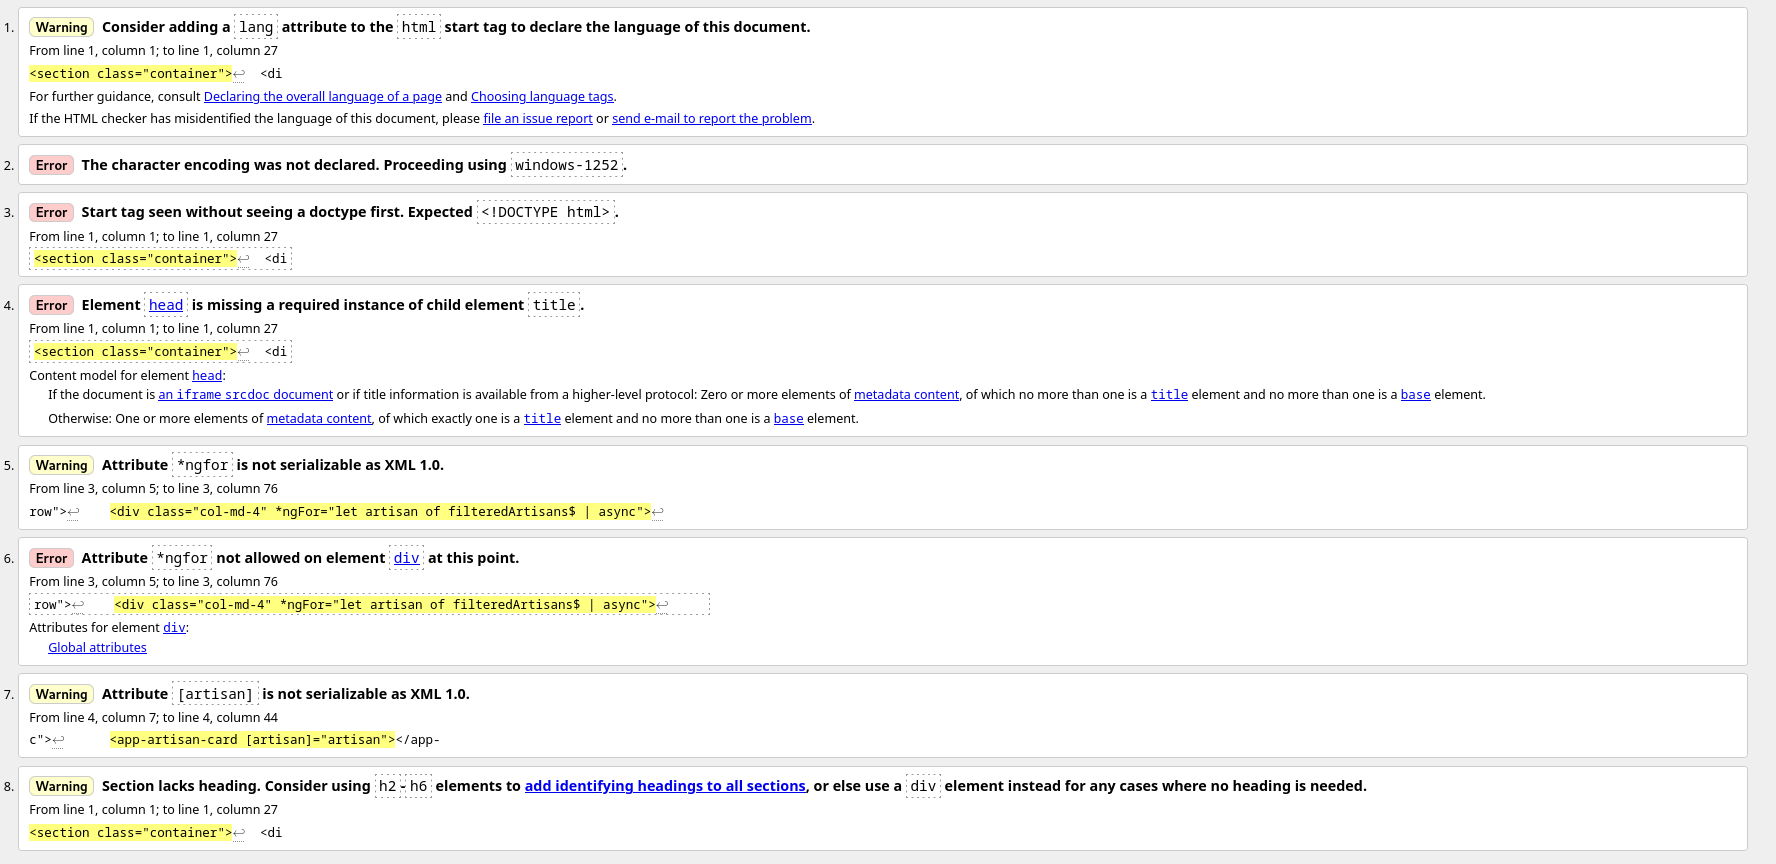 1. Warning Consider adding a lang attribute to the html start tag to declare the language of this document.
From line 1, column 1; to line 1, column 27
<section class="container">↩  <di
For further guidance, consult Declaring the overall language of a page and Choosing language tags.
If the HTML checker has misidentified the language of this document, please file an issue report or send e-mail to report the problem.
2. Error The character encoding was not declared. Proceeding using windows-1252.
3. Error Start tag seen without seeing a doctype first. Expected <!DOCTYPE html>.
From line 1, column 1; to line 1, column 27
<section class="container">↩  <di
4. Error Element head is missing a required instance of child element title.
From line 1, column 1; to line 1, column 27
<section class="container">↩  <di
Content model for element head:
If the document is an iframe srcdoc document or if title information is available from a higher-level protocol: Zero or more elements of metadata content, of which no more than one is a title element and no more than one is a base element.
Otherwise: One or more elements of metadata content, of which exactly one is a title element and no more than one is a base element.
5. Warning Attribute *ngfor is not serializable as XML 1.0.
From line 3, column 5; to line 3, column 76
row">↩    <div class="col-md-4" *ngFor="let artisan of filteredArtisans$ | async">↩
6. Error Attribute *ngfor not allowed on element div at this point.
From line 3, column 5; to line 3, column 76
row">↩    <div class="col-md-4" *ngFor="let artisan of filteredArtisans$ | async">↩
Attributes for element div:
Global attributes
7. Warning Attribute [artisan] is not serializable as XML 1.0.
From line 4, column 7; to line 4, column 44
c">↩      <app-artisan-card [artisan]="artisan"></app-
8. Warning Section lacks heading. Consider using h2-h6 elements to add identifying headings to all sections, or else use a div element instead for any cases where no heading is needed.
From line 1, column 1; to line 1, column 27
<section class="container">↩  <di